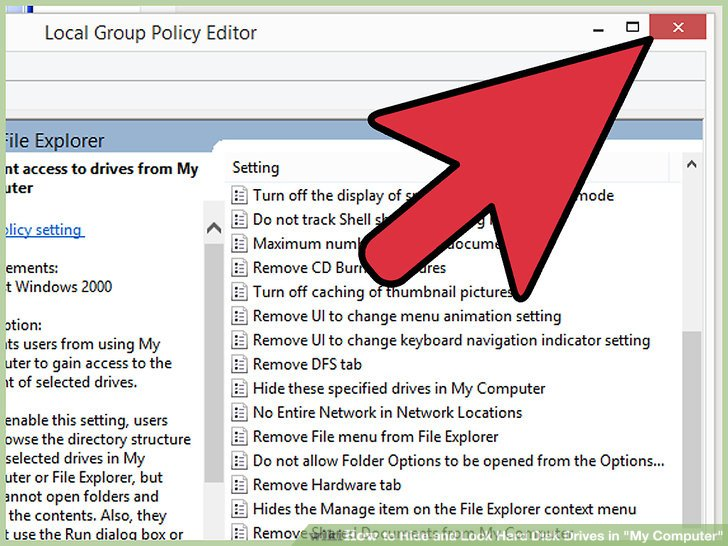 Local Group Policy Editor
File Explorer
nt access to drives from My
uter
olicy setting
ements:
t Windows 2000
ption:
nts users from using My
uter to gain access to the
nt of selected drives.
enable this setting, users
owse the directory structure
selected drives in My
uter or File Explorer, but
annot open folders and
the contents. Also, they
t use the Run dialog box or
Setting
Turn off the display of mode
Do not track Shell
Maximum docume
Remove CD Burn res
Turn off caching of thumbnail pictures
Remove UI to change menu animation setting
Remove UI to change keyboard navigation indicator setting
Remove DFS tab
Hide these specified drives in My Computer
No Entire Network in Network Locations
Remove File menu from File Explorer
Do not allow Folder Options to be opened from the Options...
Remove Hardware tab
Hides the Manage item on the File Explorer context menu
Remove Shared Documents from My Computer
wiki How to Hide and Lock Hard Disk Drives in "My Computer"